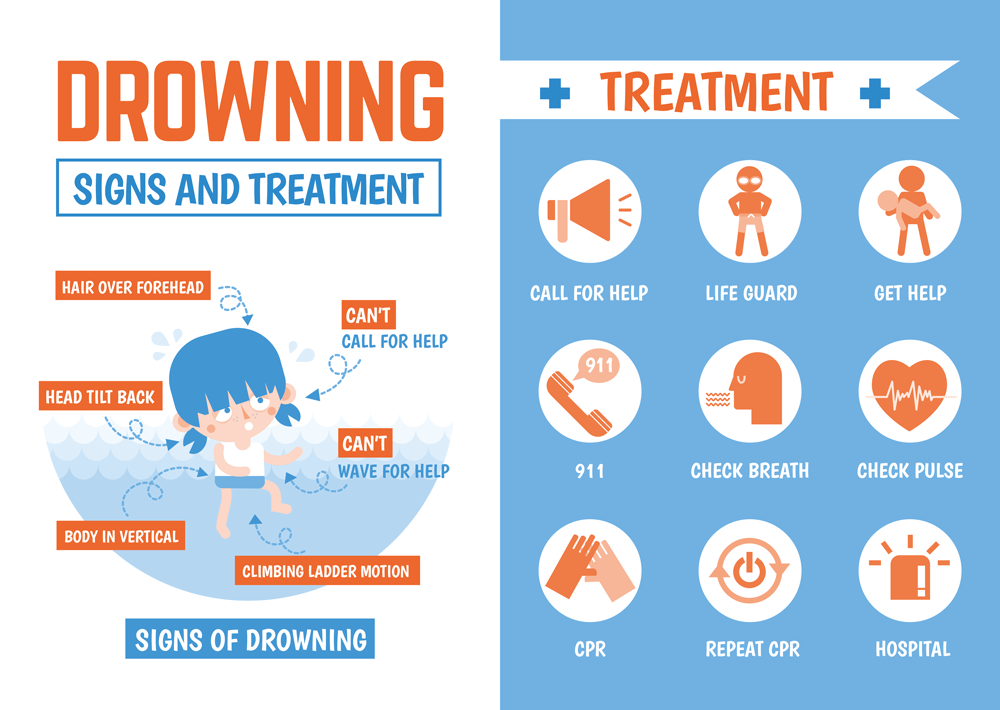 DROWNING
SIGNS AND TREATMENT
HAIR OVER FOREHEAD
CAN'T
CALL FOR HELP
HEAD TILT BACK
CAN'T
WAVE FOR HELP
BODY IN VERTICAL
CLIMBING LADDER MOTION
SIGNS OF DROWNING
TREATMENT
CALL FOR HELP
LIFE GUARD
GET HELP
911
911
CHECK BREATH
CHECK PULSE
CPR
REPEAT CPR
HOSPITAL